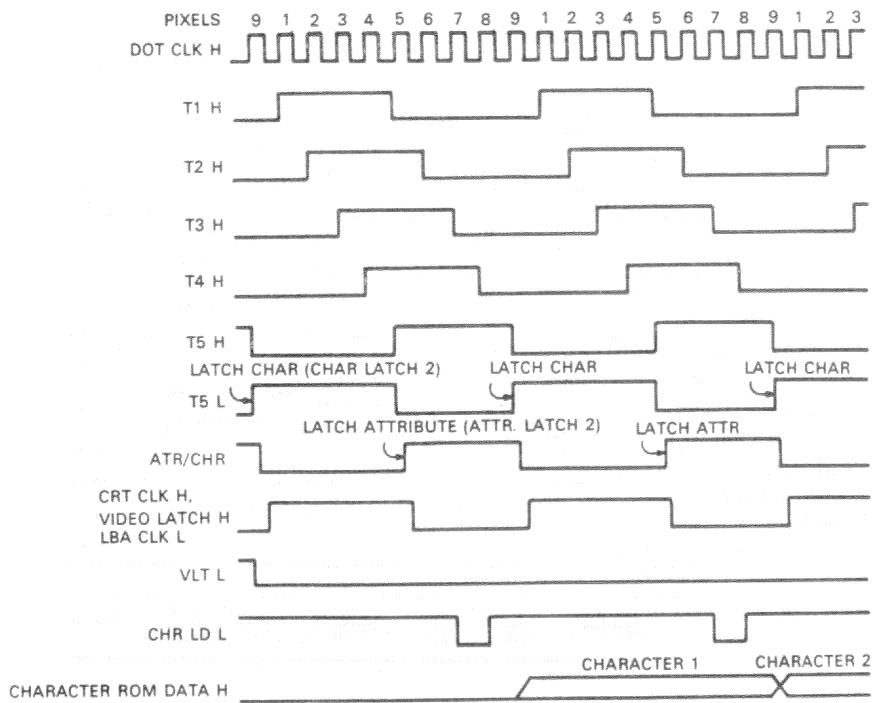 PIXELS 9 1 2 3 4 5 6 7 8 9 1 2 3 4 5 6 7 8 9 1 2 3
DOT CLK H
T1 H
T2 H
T3 H
T4 H
T5 H
LATCH CHAR (CHAR LATCH 2) LATCH CHAR LATCH CHAR
T5 L
LATCH ATTRIBUTE (ATTR. LATCH 2) LATCH ATTR
ATR/CHR
CRT CLK H,
VIDEO LATCH H
LBA CLK L
VLT L
CHR LD L
CHARACTER 1 CHARACTER 2
CHARACTER ROM DATA H